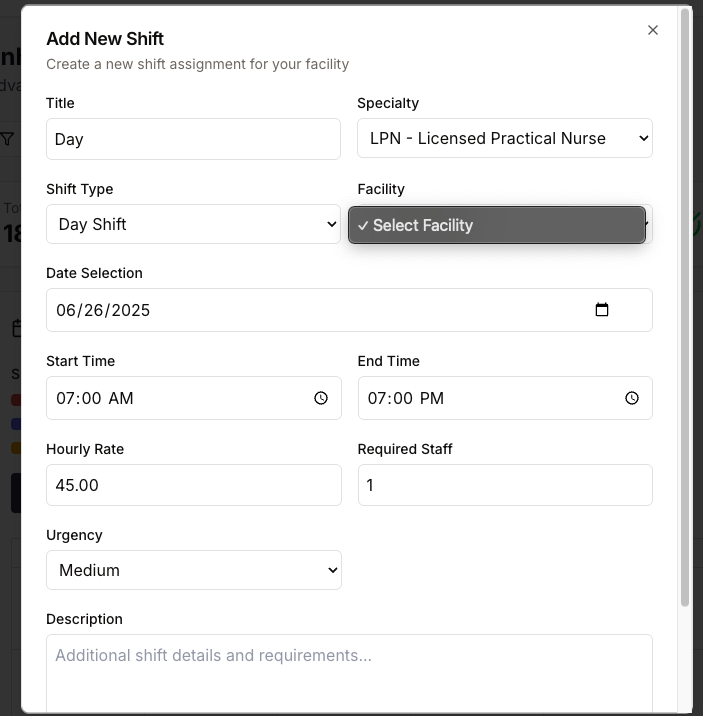 Add New Shift
Create a new shift assignment for your facility
Title
Specialty
Day
LPN - Licensed Practical Nurse
Shift Type
Facility
Day Shift
✓ Select Facility
Date Selection
06/26/2025
Start Time
End Time
07:00 AM
07:00 PM
Hourly Rate
Required Staff
45.00
1
Urgency
Medium
Description
Additional shift details and requirements...